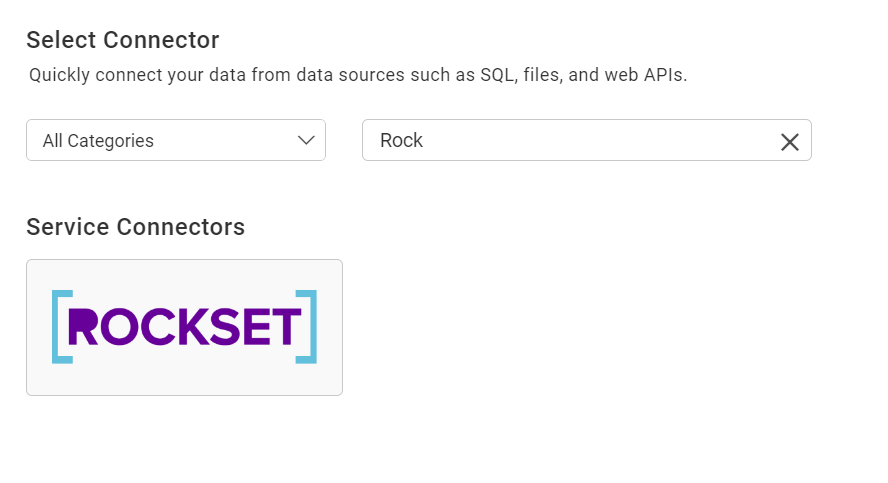 Select Connector
Quickly connect your data from data sources such as SQL, files, and web APIs.
All Categories
Rock
Service Connectors
[ROCKSET]